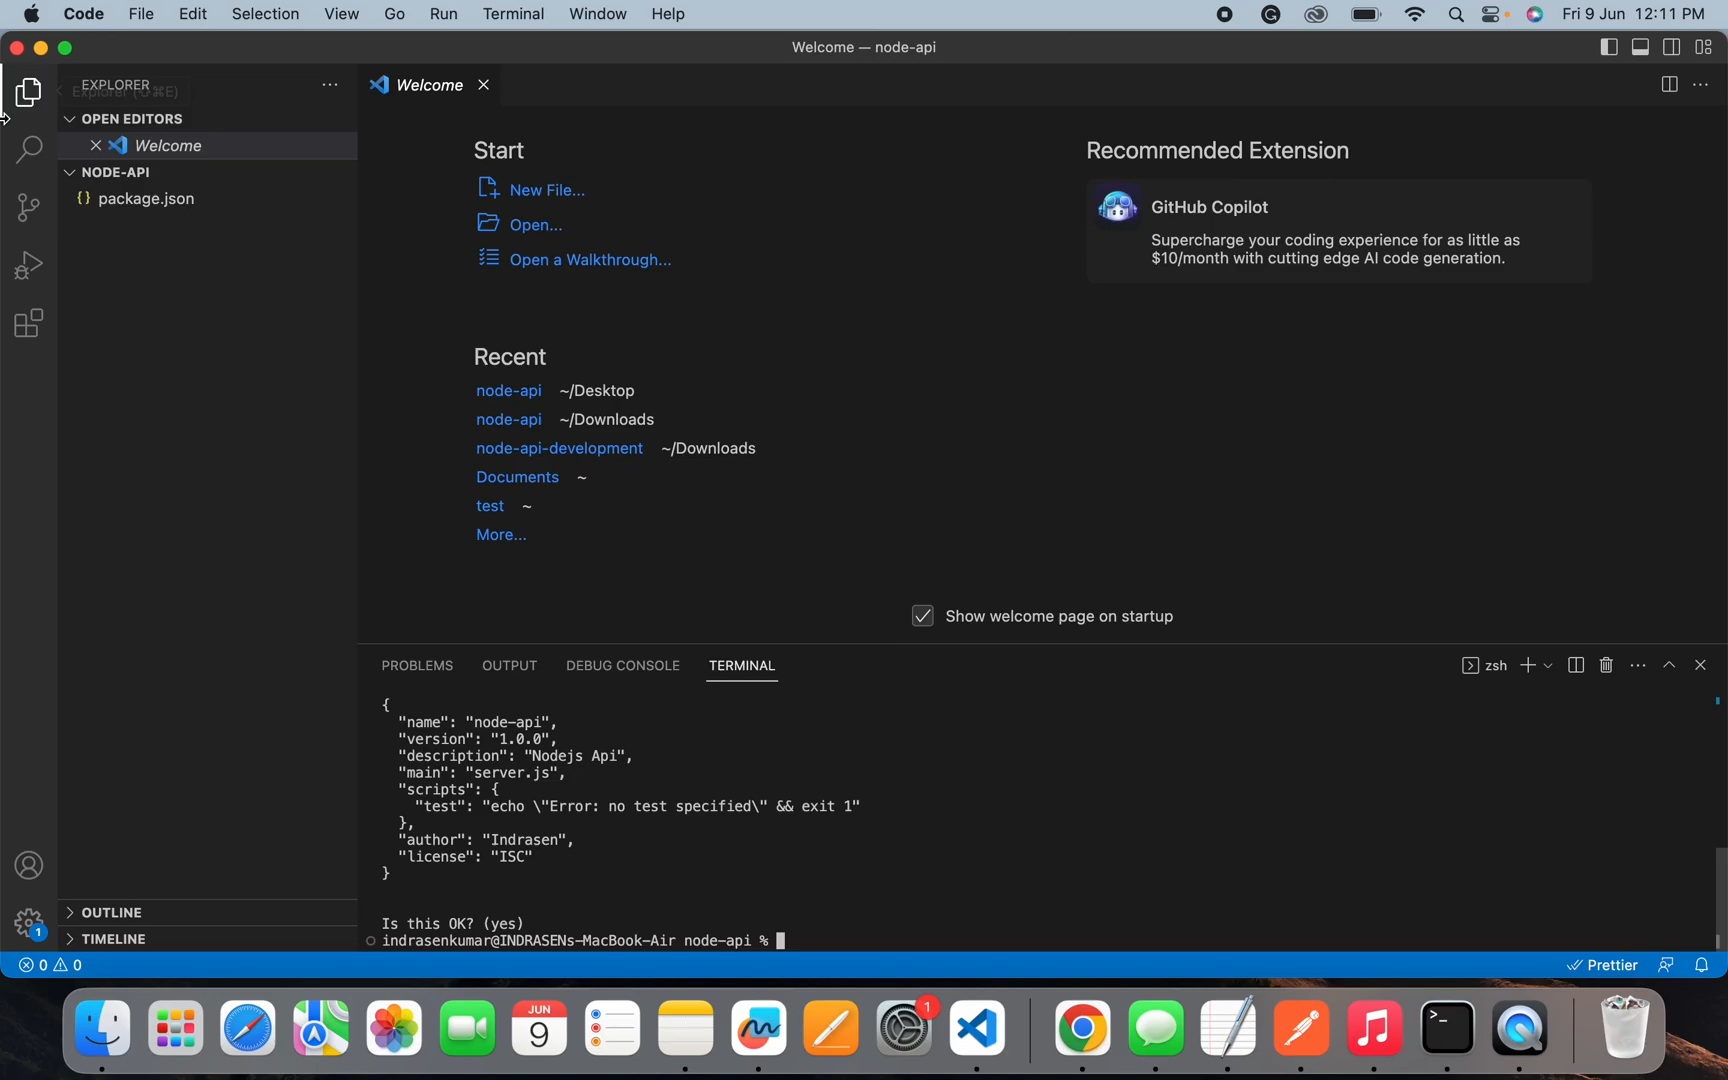 Code File Edit Selection View Go Run Terminal Window Help Fri 9 Jun 12:11 PM
Welcome — node-api
EXPLORER
Explorer (⇧⌘E)
Welcome
OPEN EDITORS
Welcome
NODE-API
{} package.json
OUTLINE
TIMELINE
Start
New File...
Open...
Open a Walkthrough...
Recent
node-api ~/Desktop
node-api ~/Downloads
node-api-development ~/Downloads
Documents ~
test ~
More...
Recommended Extension
GitHub Copilot
Supercharge your coding experience for as little as
$10/month with cutting edge AI code generation.
Show welcome page on startup
PROBLEMS OUTPUT DEBUG CONSOLE TERMINAL zsh
{
"name": "node-api",
"version": "1.0.0",
"description": "Nodejs Api",
"main": "server.js",
"scripts": {
"test": "echo \"Error: no test specified\" && exit 1"
},
"author": "Indrasen",
"license": "ISC"
}
Is this OK? (yes)
indrasenkumar@INDRASENs-MacBook-Air node-api %
1
0 0 Prettier
JUN
9
1
>_